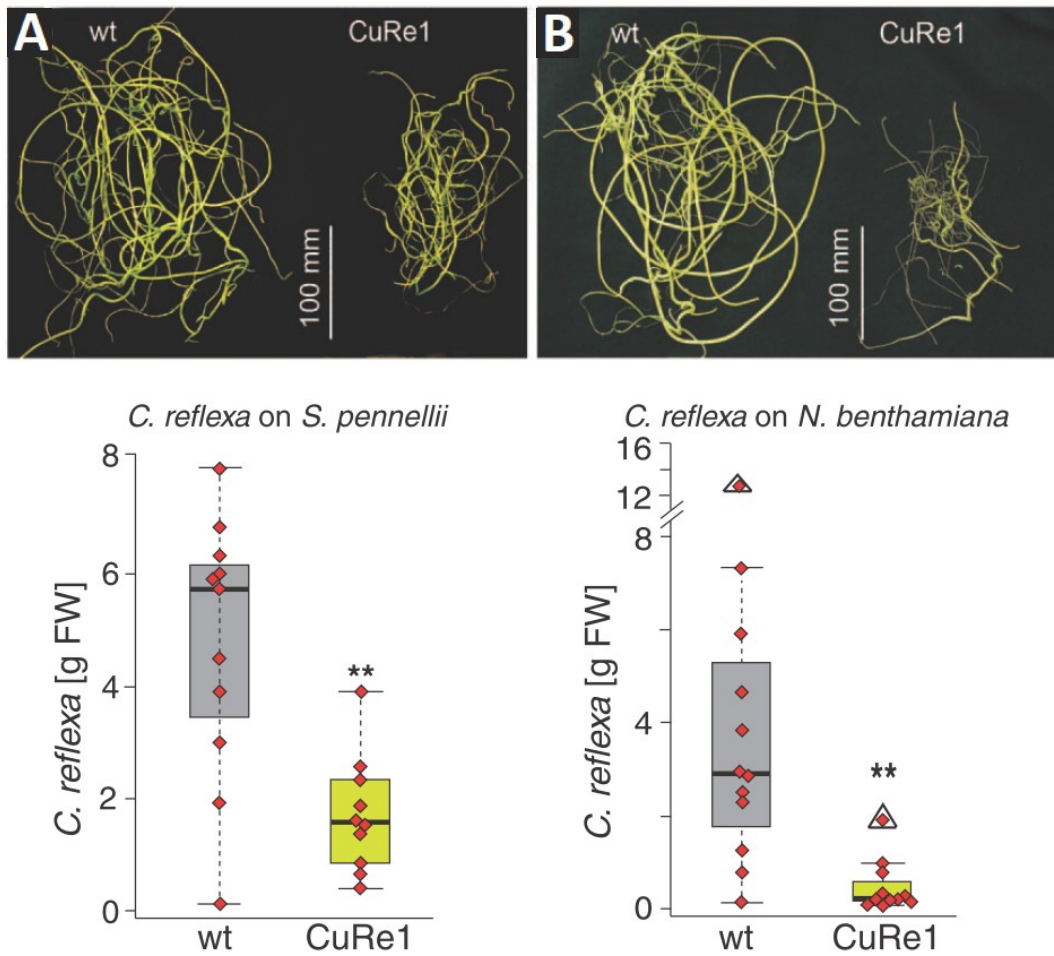 A
wt
CuRe1
100 mm
B
wt
CuRe1
100 mm
C. reflexa on S. pennellii
C. reflexa [g FW]
8
6
4
2
0
**
wt
CuRe1
C. reflexa on N. benthamiana
C. reflexa [g FW]
16
12
8
4
0
**
wt
CuRe1